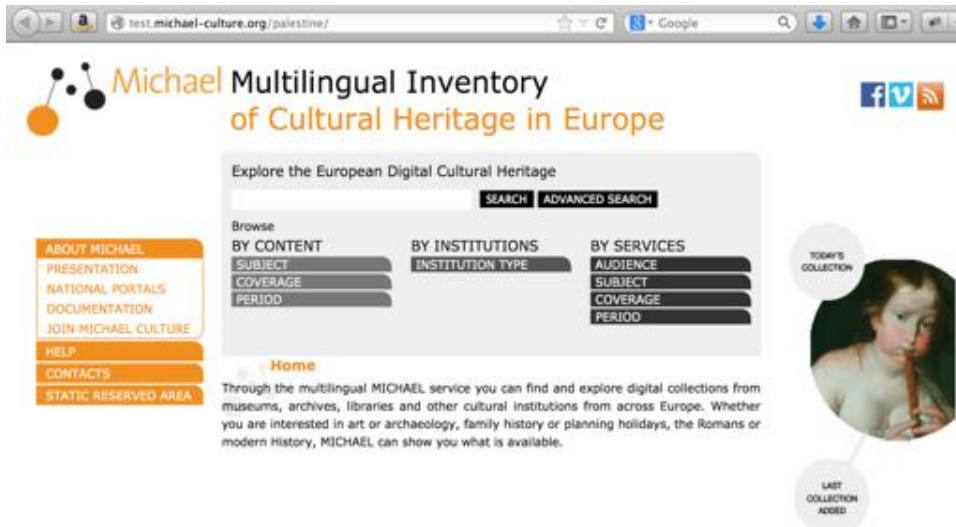 test.michael-culture.org/palestine/
Google
Michael Multilingual Inventory
of Cultural Heritage in Europe
Explore the European Digital Cultural Heritage
SEARCH ADVANCED SEARCH
Browse
BY CONTENT
SUBJECT
COVERAGE
PERIOD
BY INSTITUTIONS
INSTITUTION TYPE
BY SERVICES
AUDIENCE
SUBJECT
COVERAGE
PERIOD
ABOUT MICHAEL
PRESENTATION
NATIONAL PORTALS
DOCUMENTATION
JOIN MICHAEL CULTURE
HELP
CONTACTS
STATIC RESERVED AREA
Home
Through the multilingual MICHAEL service you can find and explore digital collections from
museums, archives, libraries and other cultural institutions from across Europe. Whether
you are interested in art or archaeology, family history or planning holidays, the Romans or
modern History, MICHAEL can show you what is available.
TODAY'S
COLLECTION
LAST
COLLECTION
ADDED